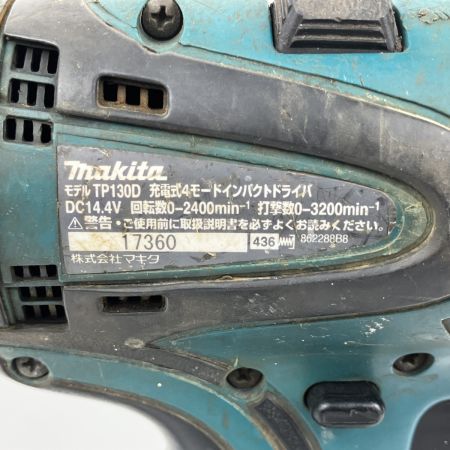 makita
モデル TP130D 充電式4モードインパクトドライバ
DC14.4V 回転数0-2400min⁻¹ 打撃数0-3200min⁻¹
⚠警告・ご使用前に取扱説明書を必ずよくお読みください。
17360 436 862288B8
株式会社マキタ